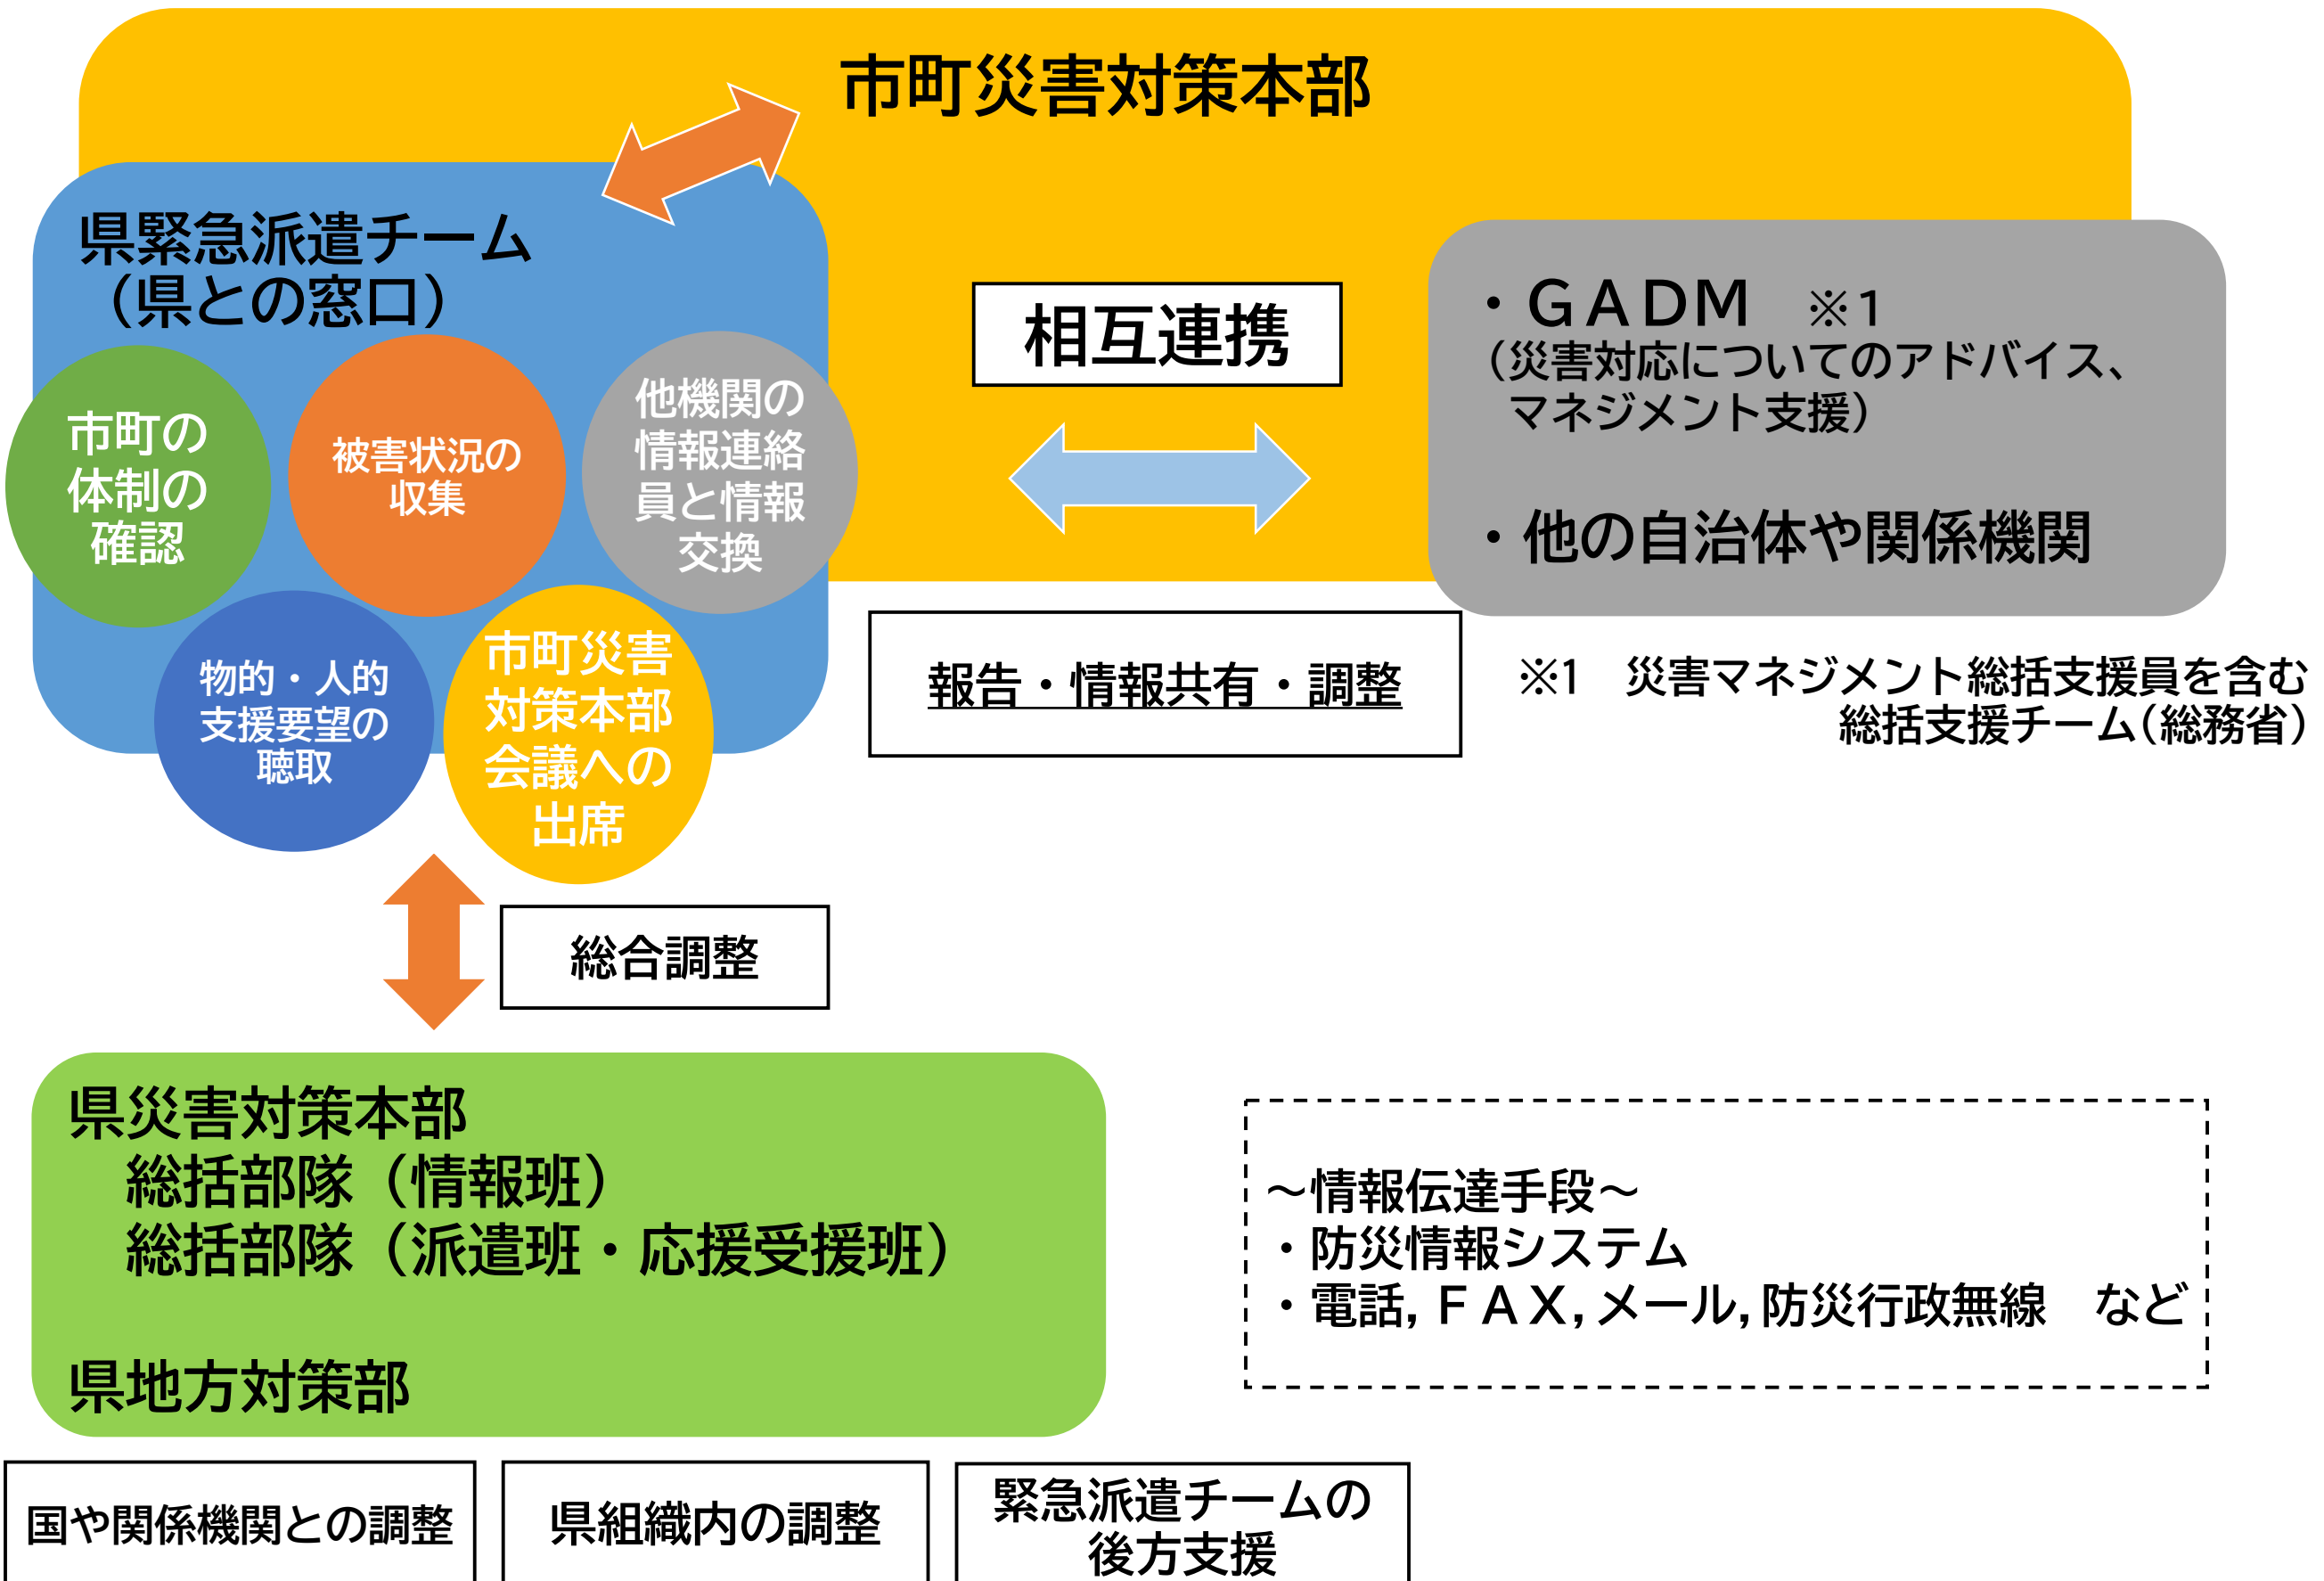 市町災害対策本部
県緊急派遣チーム
（県との窓口）
市町の
体制の
確認
被害状況の
収集
他機関の
情報連絡
員と情報
交換
物的・人的
支援要望の
聴取
市町災害
対策本部
会議への
出席
相互連携
・ＧＡＤＭ　※１
（災害対応についてのアドバイス、
マネジメント支援）
・他の自治体や関係機関
報告・情報共有・調整
※１　災害マネジメント総括支援員を含む
総括支援チーム（総務省）
総合調整
県災害対策本部
総括部隊（情報班）
総括部隊（派遣班・応援受援班）
県地方対策部
～情報伝達手段～
・防災情報システム
・電話，ＦＡＸ，メール，防災行政無線　など
国や関係機関との調整
県組織内の調整
緊急派遣チームの
後方支援